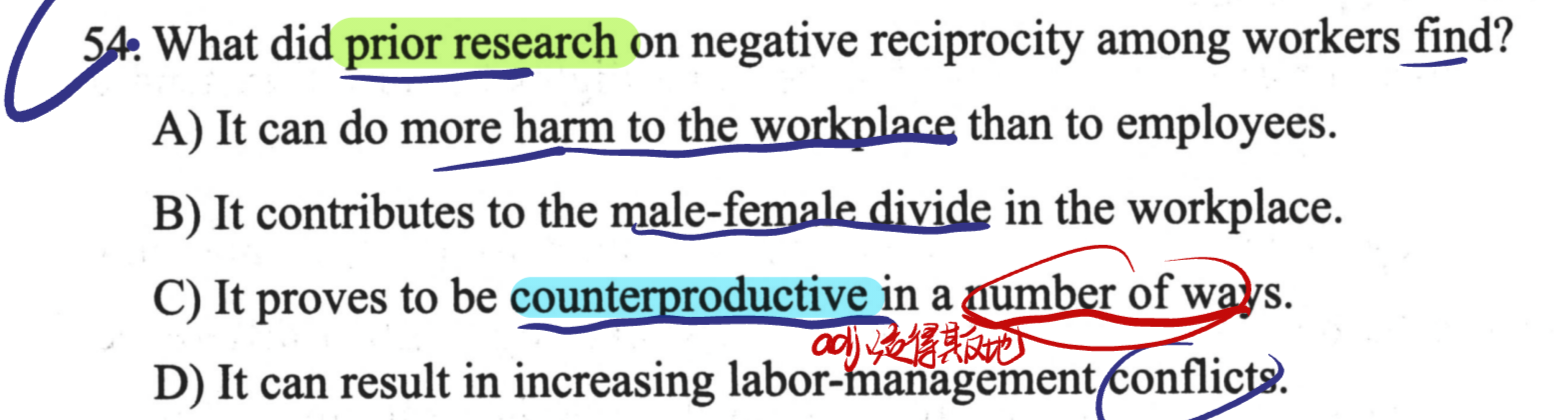 54. What did prior research on negative reciprocity among workers find?
A) It can do more harm to the workplace than to employees.
B) It contributes to the male-female divide in the workplace.
C) It proves to be counterproductive in a number of ways.
adj 适得其反地
D) It can result in increasing labor-management conflicts.